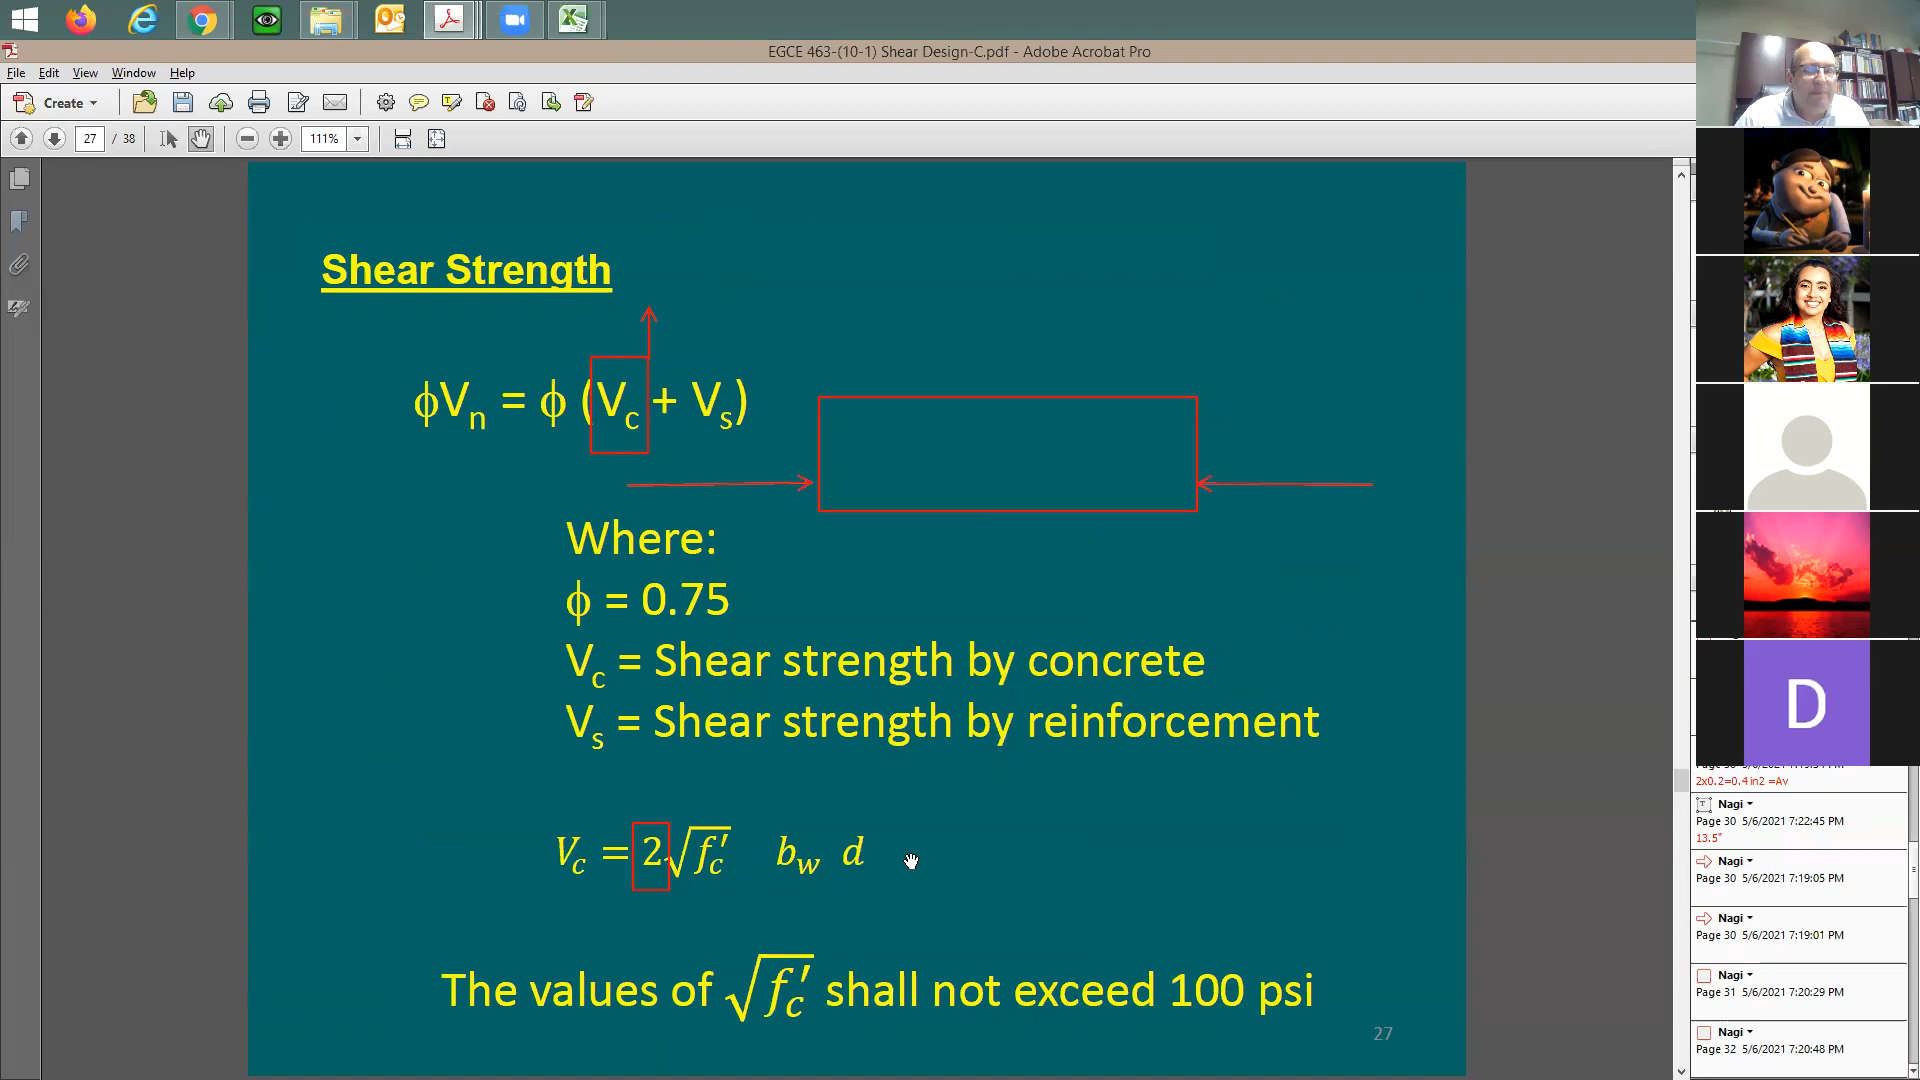 EGCE 463-(10-1) Shear Design-C.pdf - Adobe Acrobat Pro
File Edit View Window Help
Create
27 / 38 111%
Shear Strength
ϕVn = ϕ (Vc + Vs)
Where:
ϕ = 0.75
Vc = Shear strength by concrete
Vs = Shear strength by reinforcement
Vc = 2√fc′ bw d
The values of √fc′ shall not exceed 100 psi
27
D
2x0.2=0.4in2 =Av
Nagi
Page 30 5/6/2021 7:22:45 PM
13.5"
Nagi
Page 30 5/6/2021 7:19:05 PM
Nagi
Page 30 5/6/2021 7:19:01 PM
Nagi
Page 31 5/6/2021 7:20:29 PM
Nagi
Page 32 5/6/2021 7:20:48 PM